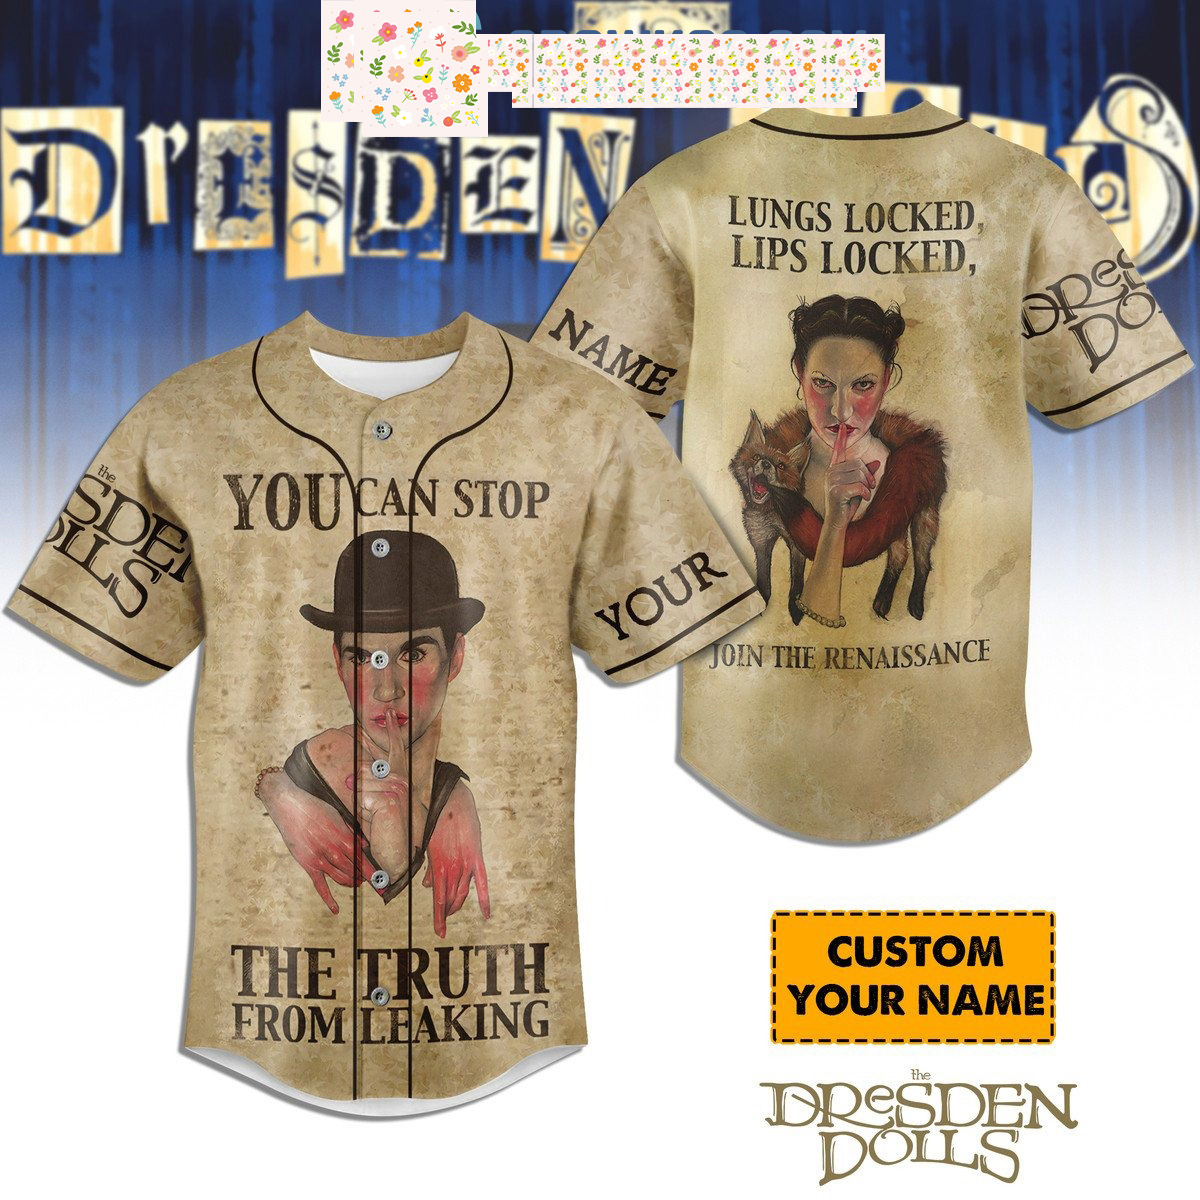 DrESDEN
LUNGS LOCKED,
LIPS LOCKED,
NAME
DRESDEN
DOLLS
JOIN THE RENAISSANCE
YOU CAN STOP
the
DRESDEN
DOLLS
YOUR
THE TRUTH
FROM LEAKING
CUSTOM
YOUR NAME
the
DRESDEN
DOLLS